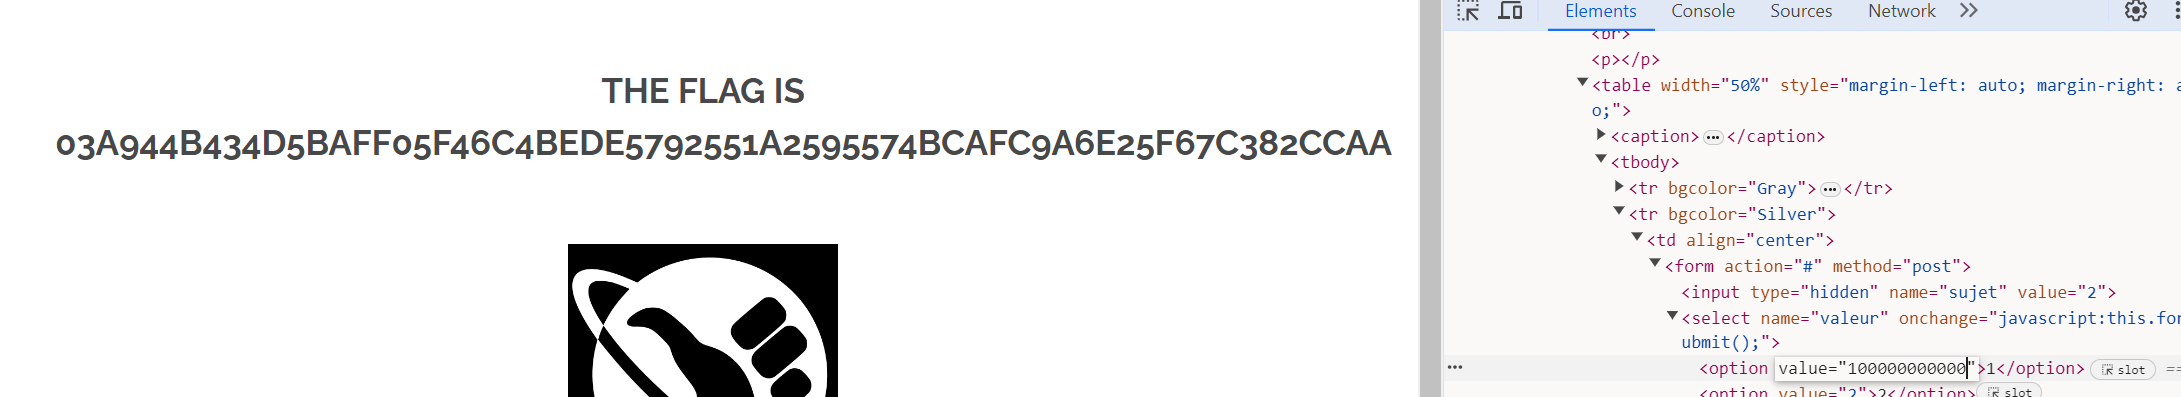 THE FLAG IS
03A944B434D5BAFF05F46C4BEDE5792551A2595574BCAFC9A6E25F67C382CCAA
Elements Console Sources Network
<br>
<p></p>
<table width="50%" style="margin-left: auto; margin-right: a
o;">
<caption> ••• </caption>
<tbody>
<tr bgcolor="Gray"> ••• </tr>
<tr bgcolor="Silver">
<td align="center">
<form action="#" method="post">
<input type="hidden" name="sujet" value="2">
<select name="valeur" onchange="javascript:this.for
ubmit();">
••• <option value="100000000000">1</option> slot ==
<option value="2">2</option> slot